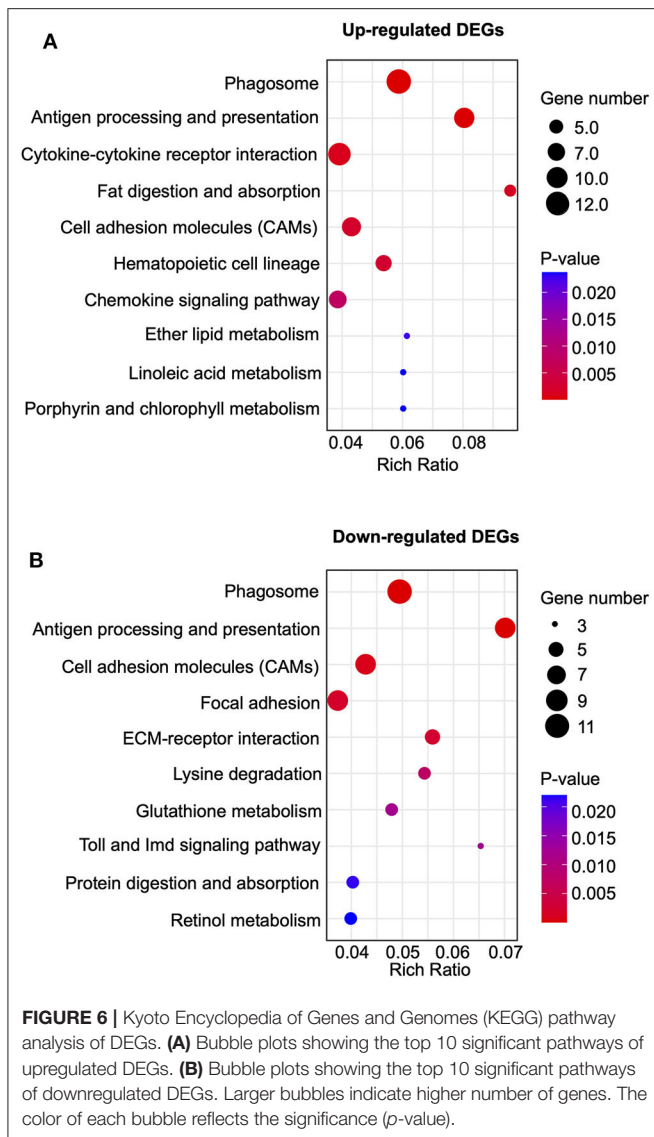 A
Up-regulated DEGs
Phagosome
Antigen processing and presentation
Cytokine-cytokine receptor interaction
Fat digestion and absorption
Cell adhesion molecules (CAMs)
Hematopoietic cell lineage
Chemokine signaling pathway
Ether lipid metabolism
Linoleic acid metabolism
Porphyrin and chlorophyll metabolism
0.04 0.06 0.08
Rich Ratio
Gene number
5.0
7.0
10.0
12.0
P-value
0.020
0.015
0.010
0.005
B
Down-regulated DEGs
Phagosome
Antigen processing and presentation
Cell adhesion molecules (CAMs)
Focal adhesion
ECM-receptor interaction
Lysine degradation
Glutathione metabolism
Toll and Imd signaling pathway
Protein digestion and absorption
Retinol metabolism
0.04 0.05 0.06 0.07
Rich Ratio
Gene number
3
5
7
9
11
P-value
0.020
0.015
0.010
0.005
FIGURE 6 | Kyoto Encyclopedia of Genes and Genomes (KEGG) pathway
analysis of DEGs. (A) Bubble plots showing the top 10 significant pathways of
upregulated DEGs. (B) Bubble plots showing the top 10 significant pathways
of downregulated DEGs. Larger bubbles indicate higher number of genes. The
color of each bubble reflects the significance (p-value).